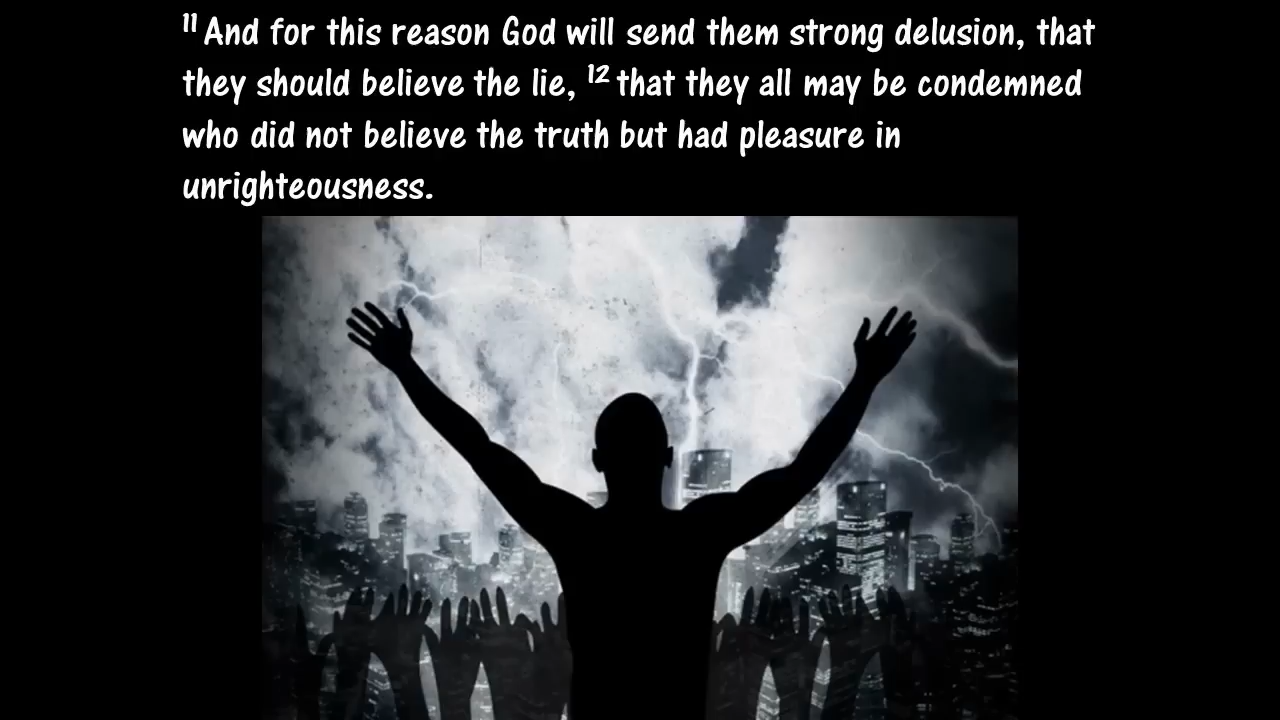 11 And for this reason God will send them strong delusion, that
they should believe the lie, 12 that they all may be condemned
who did not believe the truth but had pleasure in
unrighteousness.